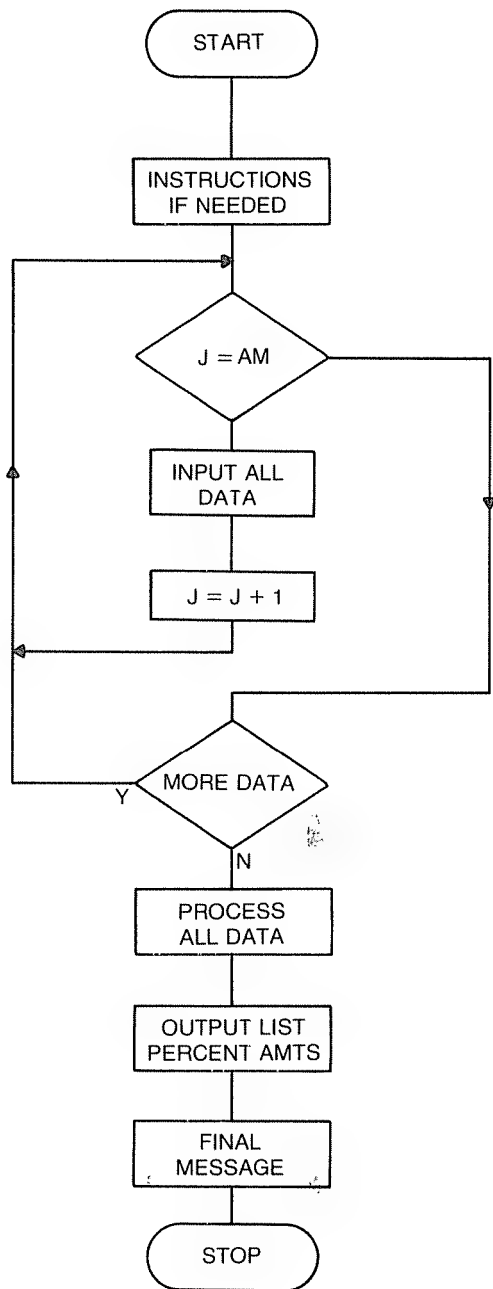 START
INSTRUCTIONS
IF NEEDED
J = AM
INPUT ALL
DATA
J = J + 1
MORE DATA
Y
N
PROCESS
ALL DATA
OUTPUT LIST
PERCENT AMTS
FINAL
MESSAGE
STOP